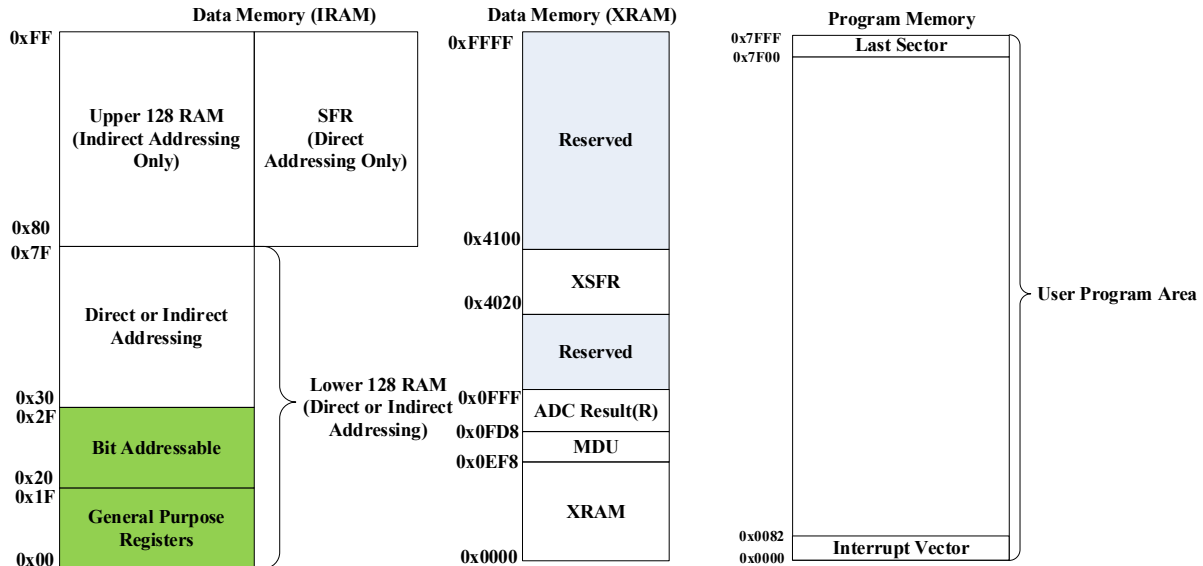 Data Memory (IRAM)
0xFF
Upper 128 RAM
(Indirect Addressing
Only)
SFR
(Direct
Addressing Only)
0x80
0x7F
Direct or Indirect
Addressing
0x30
0x2F
Bit Addressable
0x20
0x1F
General Purpose
Registers
0x00
Lower 128 RAM
(Direct or Indirect
Addressing)
Data Memory (XRAM)
0xFFFF
Reserved
0x4100
XSFR
0x4020
Reserved
0x0FFF
ADC Result(R)
0x0FD8
MDU
0x0EF8
XRAM
0x0000
Program Memory
0x7FFF
Last Sector
0x7F00
User Program Area
0x0082
Interrupt Vector
0x0000